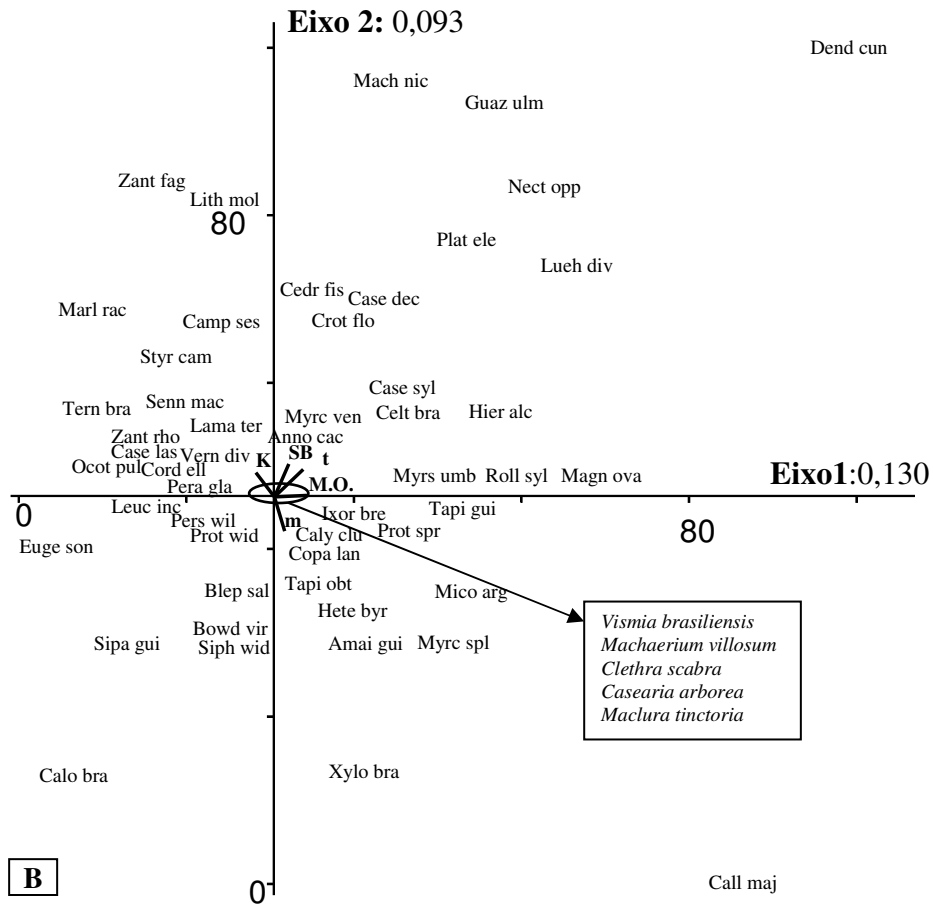 Eixo 2: 0,093
Dend cun
Mach nic
Guaz ulm
Zant fag
Nect opp
Lith mol
80
Plat ele
Lueh div
Cedr fis
Case dec
Marl rac
Camp ses
Crot flo
Styr cam
Case syl
Senn mac
Tern bra
Celt bra
Hier alc
Myrc ven
Lama ter
Zant rho
Anno cac
Case las
Vern div
K
SB
t
Ocot pul
Cord ell
Myrs umb
Roll syl
Magn ova
Eixo1:0,130
Pera gla
M.O.
Leuc inc
Tapi gui
0
Ixor bre
Pers wil
m
80
Prot wid
Caly clu
Prot spr
Euge son
Copa lan
Tapi obt
Blep sal
Mico arg
Hete byr
Vismia brasiliensis
Bowd vir
Sipa gui
Siph wid
Amai gui
Myrc spl
Machaerium villosum
Clethra scabra
Casearia arborea
Maclura tinctoria
Calo bra
Xylo bra
B
0
Call maj